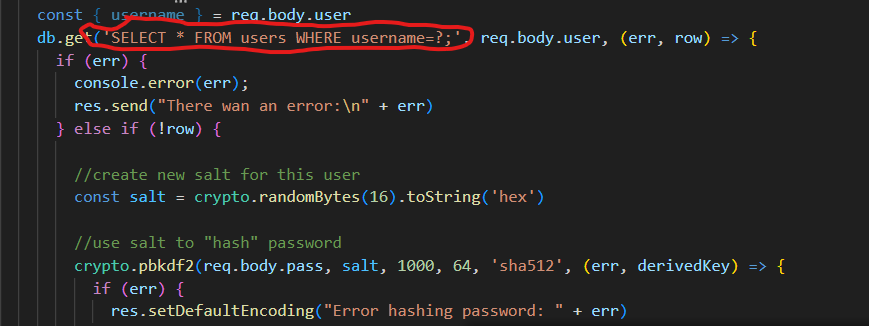 const { username } = req.body.user
db.get('SELECT * FROM users WHERE username=?;', req.body.user, (err, row) => {
if (err) {
console.error(err);
res.send("There wan an error:\n" + err)
} else if (!row) {
//create new salt for this user
const salt = crypto.randomBytes(16).toString('hex')
//use salt to "hash" password
crypto.pbkdf2(req.body.pass, salt, 1000, 64, 'sha512', (err, derivedKey) => {
if (err) {
res.setDefaultEncoding("Error hashing password: " + err)